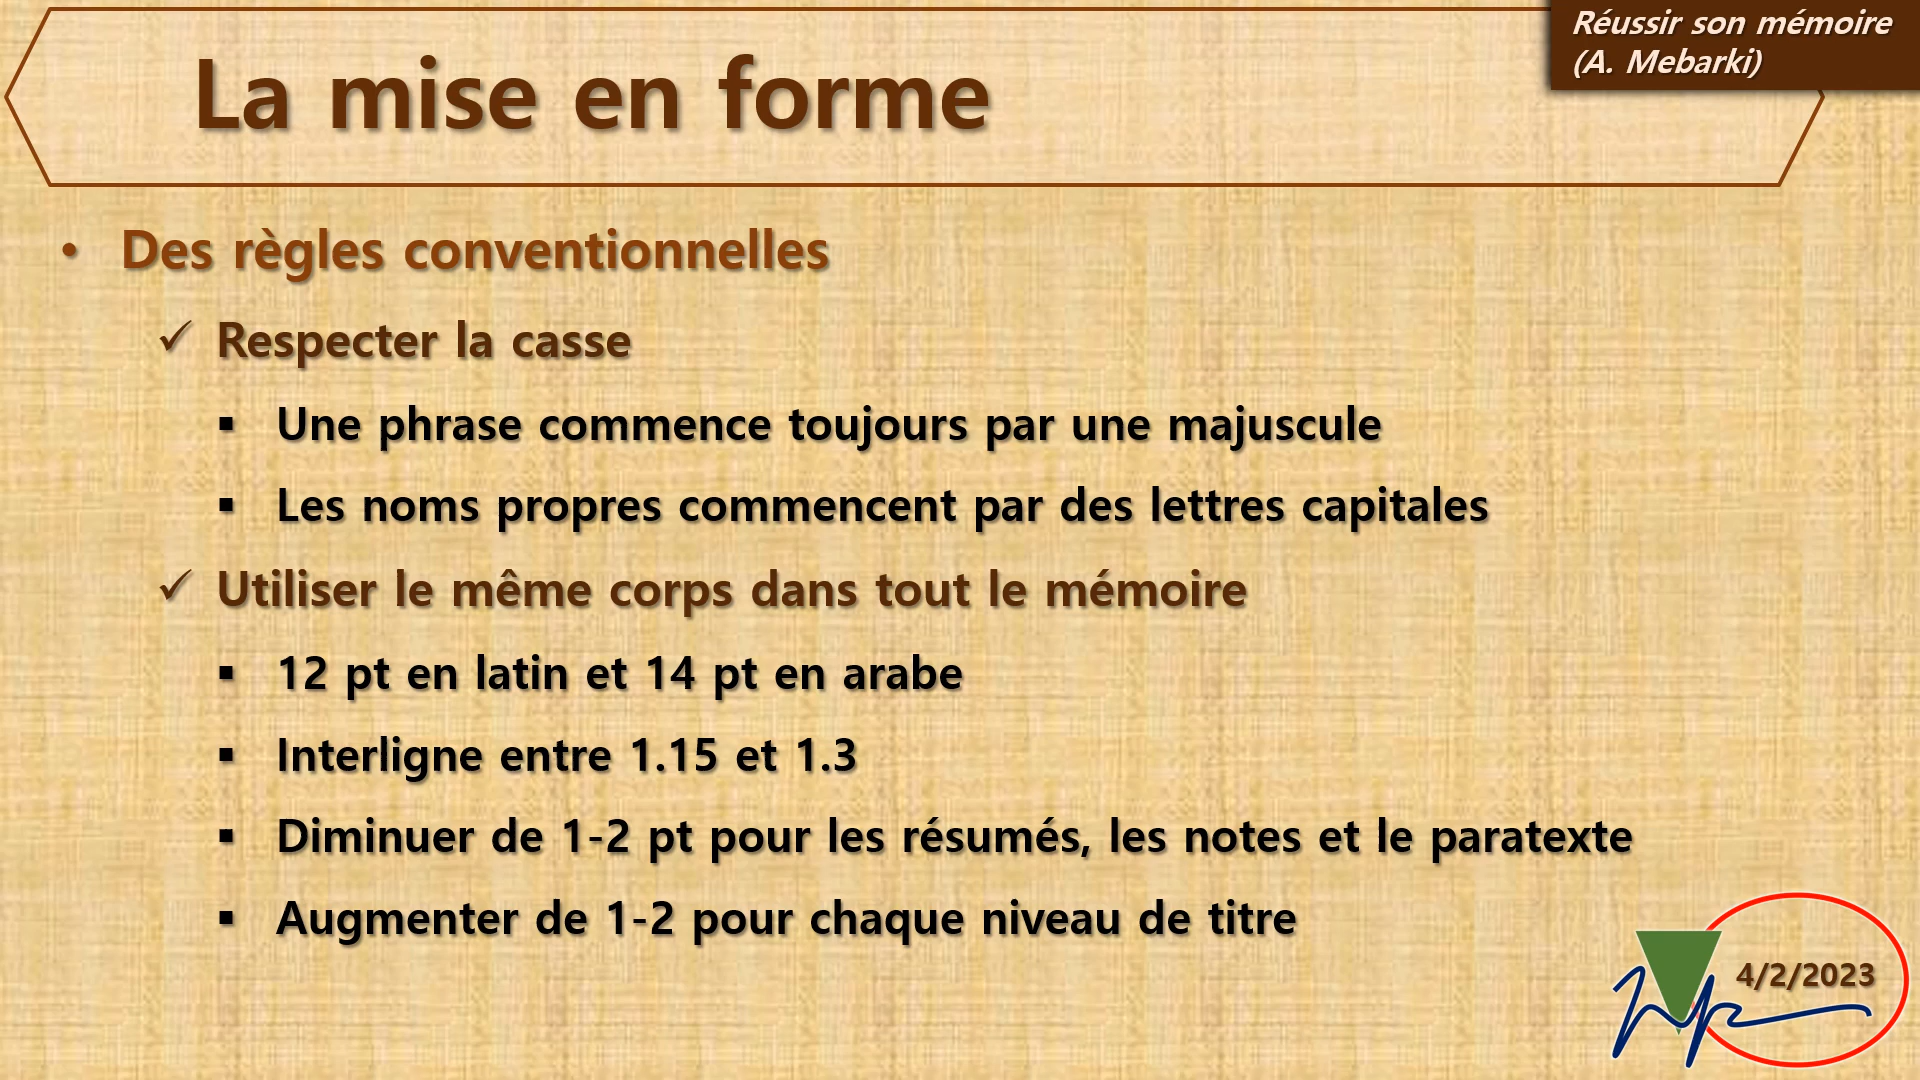 Réussir son mémoire
(A. Mebarki)
La mise en forme
• Des règles conventionnelles
✓ Respecter la casse
▪ Une phrase commence toujours par une majuscule
▪ Les noms propres commencent par des lettres capitales
✓ Utiliser le même corps dans tout le mémoire
▪ 12 pt en latin et 14 pt en arabe
▪ Interligne entre 1.15 et 1.3
▪ Diminuer de 1-2 pt pour les résumés, les notes et le paratexte
▪ Augmenter de 1-2 pour chaque niveau de titre
4/2/2023